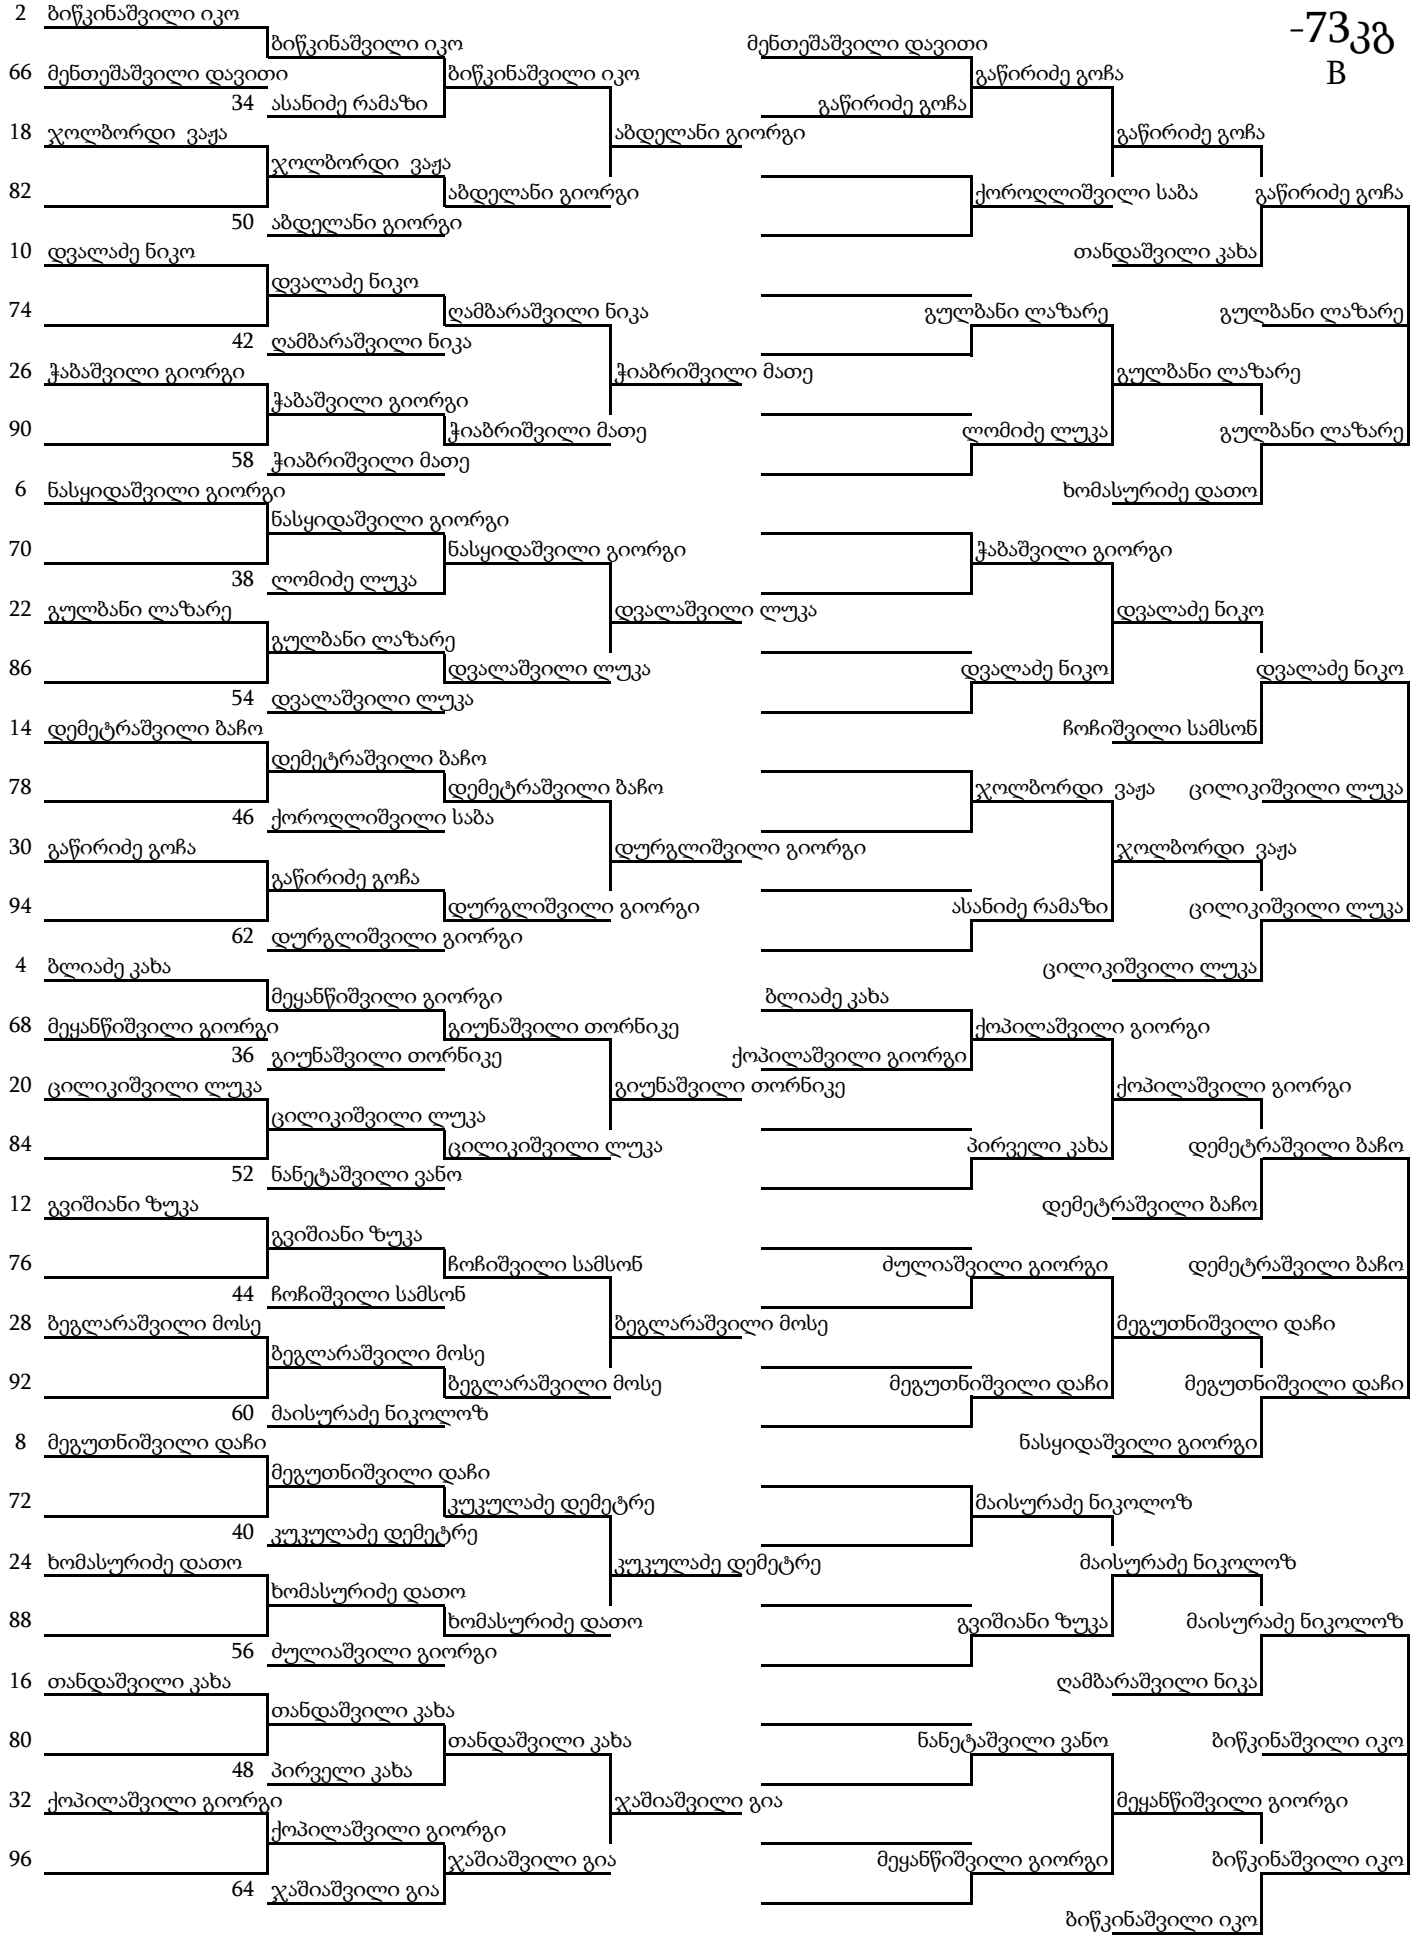 -73კგ
B
2 ბიწკინაშვილი იკო
ბიწკინაშვილი იკო მენთეშაშვილი დავითი
66 მენთეშაშვილი დავითი ბიწკინაშვილი იკო გაწირიძე გოჩა
34 ასანიძე რამაზი გაწირიძე გოჩა
18 ჯოლბორდი ვაჟა აბდელანი გიორგი გაწირიძე გოჩა
ჯოლბორდი ვაჟა
82 აბდელანი გიორგი ქოროღლიშვილი საბა გაწირიძე გოჩა
50 აბდელანი გიორგი
10 დვალაძე ნიკო თანდაშვილი კახა
დვალაძე ნიკო
74 ღამბარაშვილი ნიკა გულბანი ლაზარე გულბანი ლაზარე
42 ღამბარაშვილი ნიკა
26 ჭაბაშვილი გიორგი ჭიაბრიშვილი მათე გულბანი ლაზარე
ჭაბაშვილი გიორგი
90 ჭიაბრიშვილი მათე ლომიძე ლუკა გულბანი ლაზარე
58 ჭიაბრიშვილი მათე
6 ნასყიდაშვილი გიორგი ხომასურიძე დათო
ნასყიდაშვილი გიორგი
70 ნასყიდაშვილი გიორგი ჭაბაშვილი გიორგი
38 ლომიძე ლუკა
22 გულბანი ლაზარე დვალაშვილი ლუკა დვალაძე ნიკო
გულბანი ლაზარე
86 დვალაშვილი ლუკა დვალაძე ნიკო დვალაძე ნიკო
54 დვალაშვილი ლუკა
14 დემეტრაშვილი ბაჩო ჩოჩიშვილი სამსონ
დემეტრაშვილი ბაჩო
78 დემეტრაშვილი ბაჩო ჯოლბორდი ვაჟა ცილიკიშვილი ლუკა
46 ქოროღლიშვილი საბა
30 გაწირიძე გოჩა დურგლიშვილი გიორგი ჯოლბორდი ვაჟა
გაწირიძე გოჩა
94 დურგლიშვილი გიორგი ასანიძე რამაზი ცილიკიშვილი ლუკა
62 დურგლიშვილი გიორგი
4 ბლიაძე კახა ცილიკიშვილი ლუკა
მეყანწიშვილი გიორგი ბლიაძე კახა
68 მეყანწიშვილი გიორგი გიუნაშვილი თორნიკე ქოპილაშვილი გიორგი
36 გიუნაშვილი თორნიკე ქოპილაშვილი გიორგი
20 ცილიკიშვილი ლუკა გიუნაშვილი თორნიკე ქოპილაშვილი გიორგი
ცილიკიშვილი ლუკა
84 ცილიკიშვილი ლუკა პირველი კახა დემეტრაშვილი ბაჩო
52 ნანეტაშვილი ვანო
12 გვიშიანი ზუკა დემეტრაშვილი ბაჩო
გვიშიანი ზუკა
76 ჩოჩიშვილი სამსონ ძულიაშვილი გიორგი დემეტრაშვილი ბაჩო
44 ჩოჩიშვილი სამსონ
28 ბეგლარაშვილი მოსე ბეგლარაშვილი მოსე მეგუთნიშვილი დაჩი
ბეგლარაშვილი მოსე
92 ბეგლარაშვილი მოსე მეგუთნიშვილი დაჩი მეგუთნიშვილი დაჩი
60 მაისურაძე ნიკოლოზ
8 მეგუთნიშვილი დაჩი ნასყიდაშვილი გიორგი
მეგუთნიშვილი დაჩი
72 კუკულაძე დემეტრე მაისურაძე ნიკოლოზ
40 კუკულაძე დემეტრე
24 ხომასურიძე დათო კუკულაძე დემეტრე მაისურაძე ნიკოლოზ
ხომასურიძე დათო
88 ხომასურიძე დათო გვიშიანი ზუკა მაისურაძე ნიკოლოზ
56 ძულიაშვილი გიორგი
16 თანდაშვილი კახა ღამბარაშვილი ნიკა
თანდაშვილი კახა
80 თანდაშვილი კახა ნანეტაშვილი ვანო ბიწკინაშვილი იკო
48 პირველი კახა
32 ქოპილაშვილი გიორგი ჯაშიაშვილი გია მეყანწიშვილი გიორგი
ქოპილაშვილი გიორგი
96 ჯაშიაშვილი გია მეყანწიშვილი გიორგი ბიწკინაშვილი იკო
64 ჯაშიაშვილი გია
ბიწკინაშვილი იკო